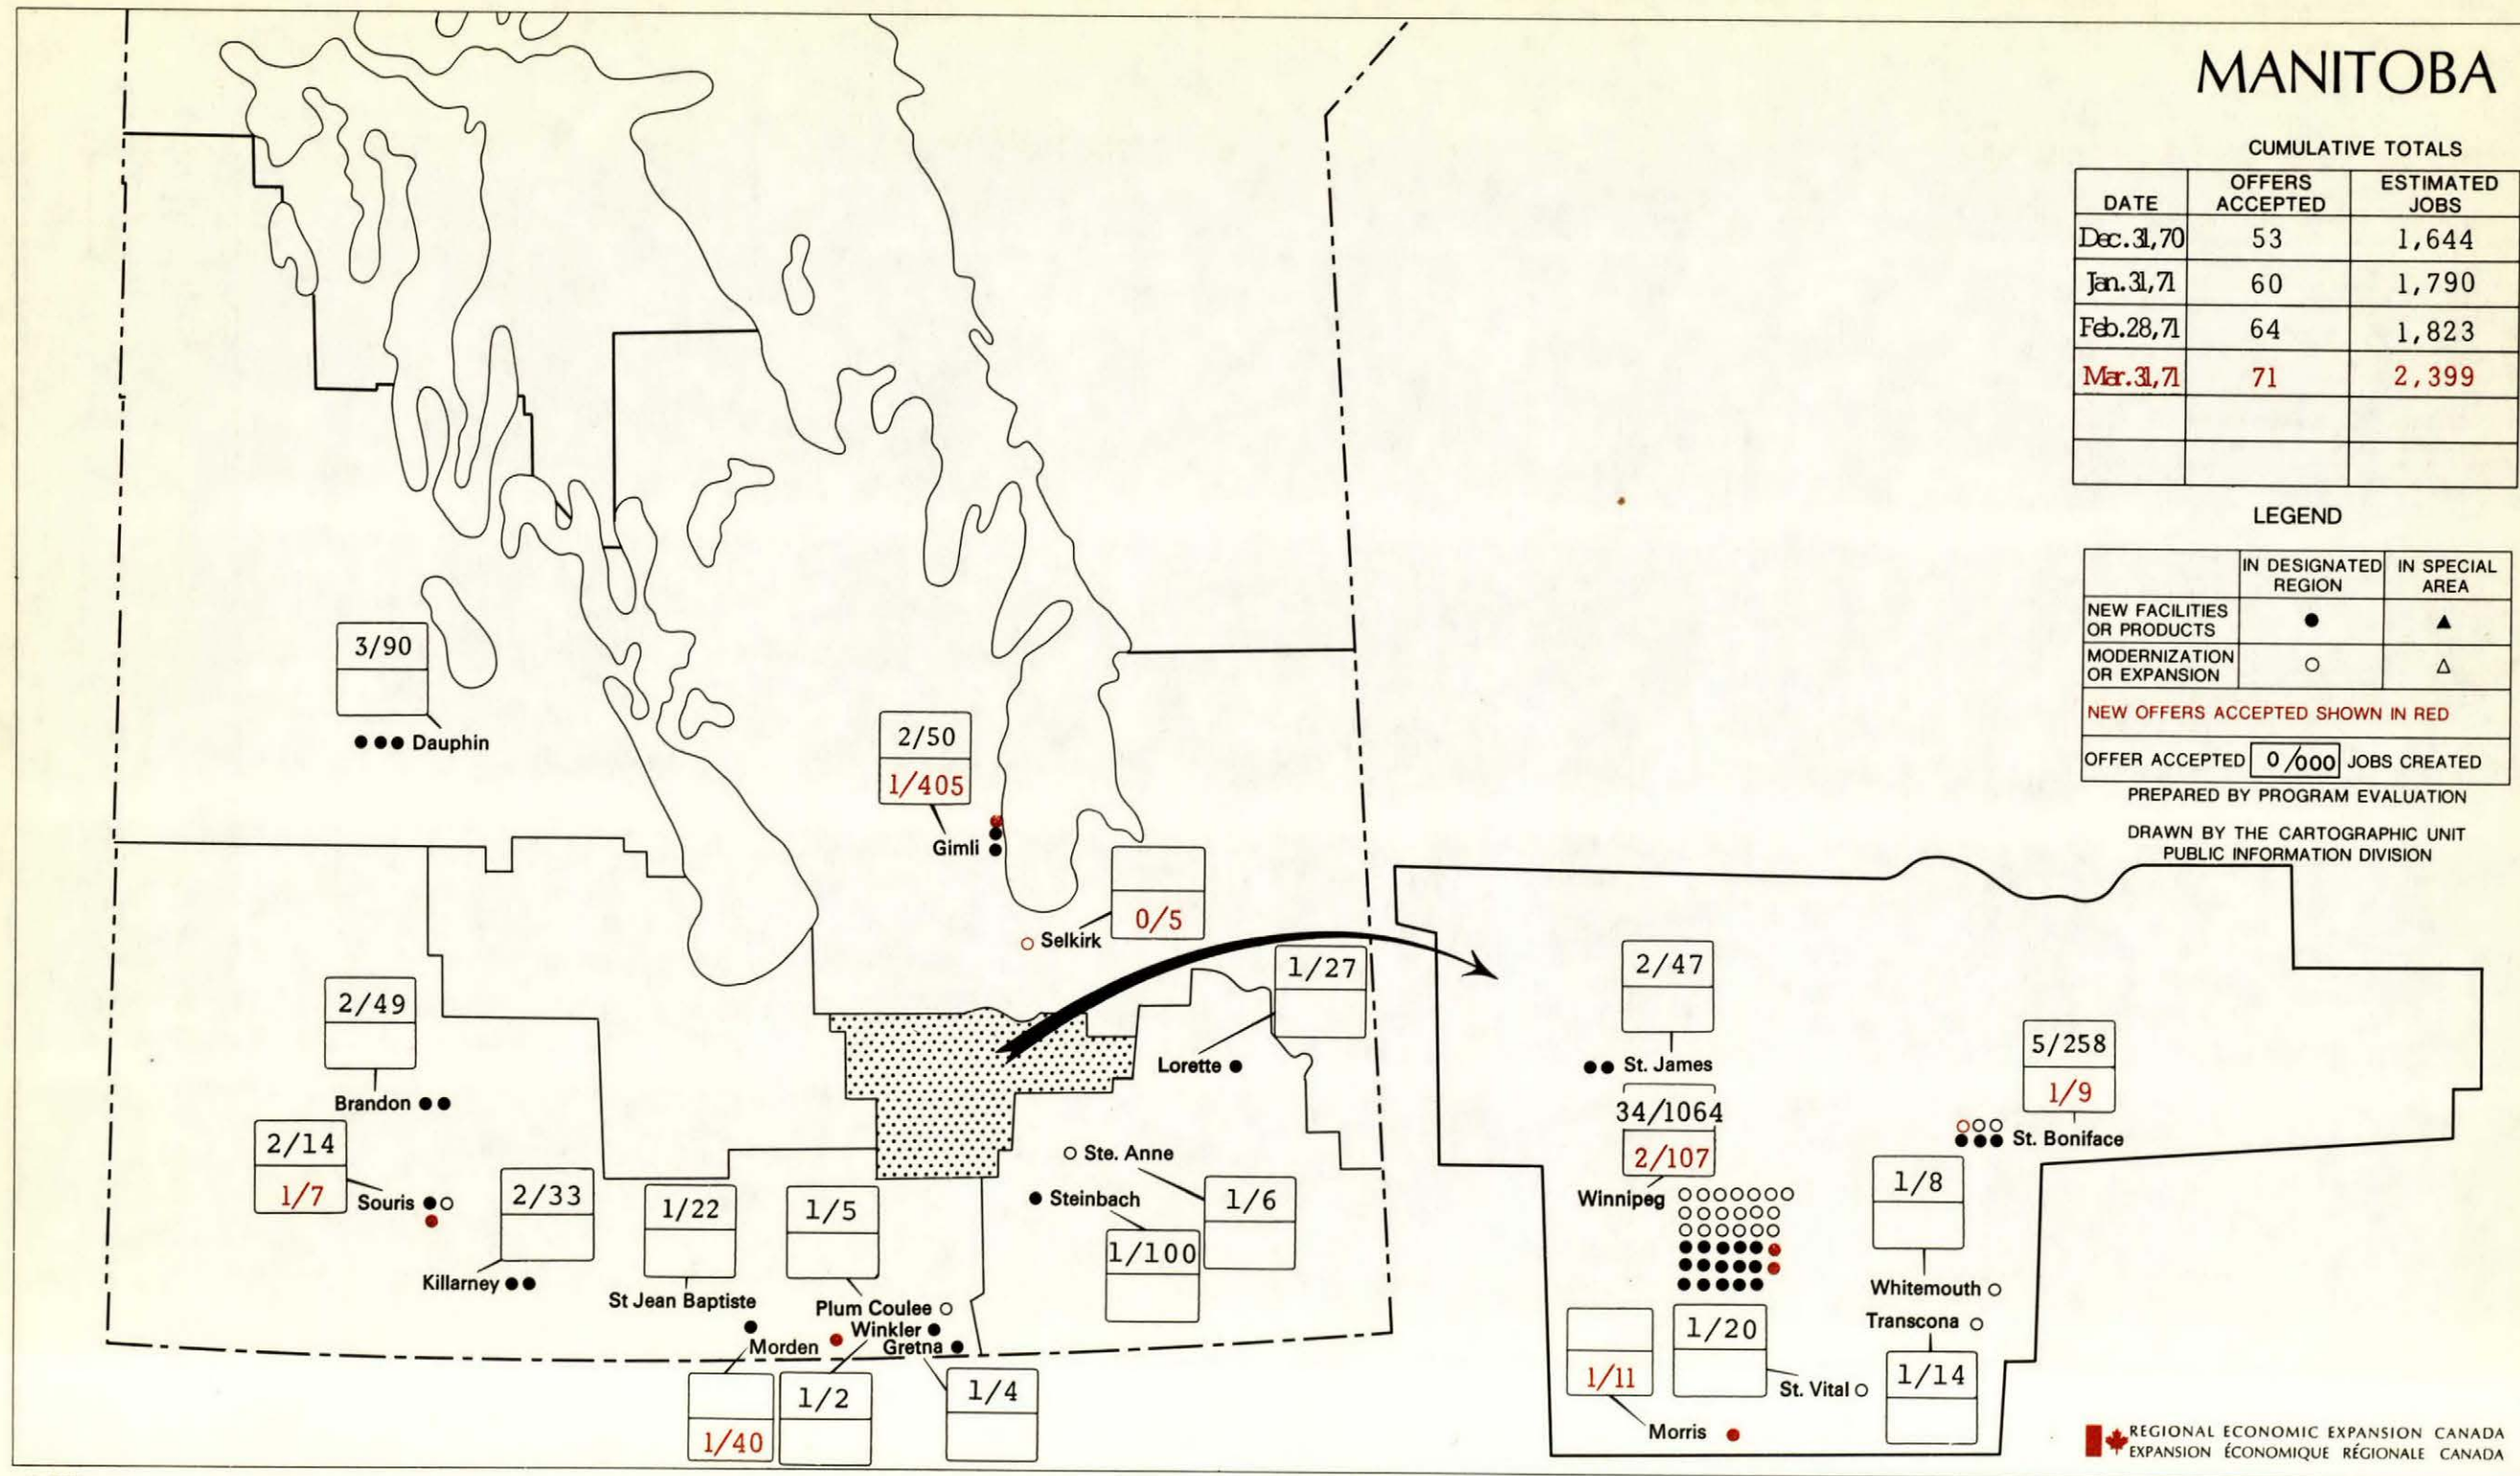 MANITOBA
CUMULATIVE TOTALS
DATE OFFERS ACCEPTED ESTIMATED JOBS
Dec.31,70 53 1,644
Jan.31,71 60 1,790
Feb.28,71 64 1,823
Mar.31,71 71 2,399
LEGEND
IN DESIGNATED REGION IN SPECIAL AREA
NEW FACILITIES OR PRODUCTS
MODERNIZATION OR EXPANSION
NEW OFFERS ACCEPTED SHOWN IN RED
OFFER ACCEPTED 0/000 JOBS CREATED
PREPARED BY PROGRAM EVALUATION
DRAWN BY THE CARTOGRAPHIC UNIT
PUBLIC INFORMATION DIVISION
3/90
Dauphin
2/50
1/405
Gimli
0/5
Selkirk
1/27
Lorette
2/49
Brandon
2/14
1/7
Souris
2/33
Killarney
1/22
St Jean Baptiste
1/5
Plum Coulee
Winkler
Morden
Gretna
1/40
1/2
1/4
Ste. Anne
1/6
Steinbach
1/100
2/47
St. James
34/1064
2/107
Winnipeg
5/258
1/9
St. Boniface
1/8
Whitemouth
Transcona
1/14
1/20
St. Vital
1/11
Morris
REGIONAL ECONOMIC EXPANSION CANADA
EXPANSION ÉCONOMIQUE RÉGIONALE CANADA